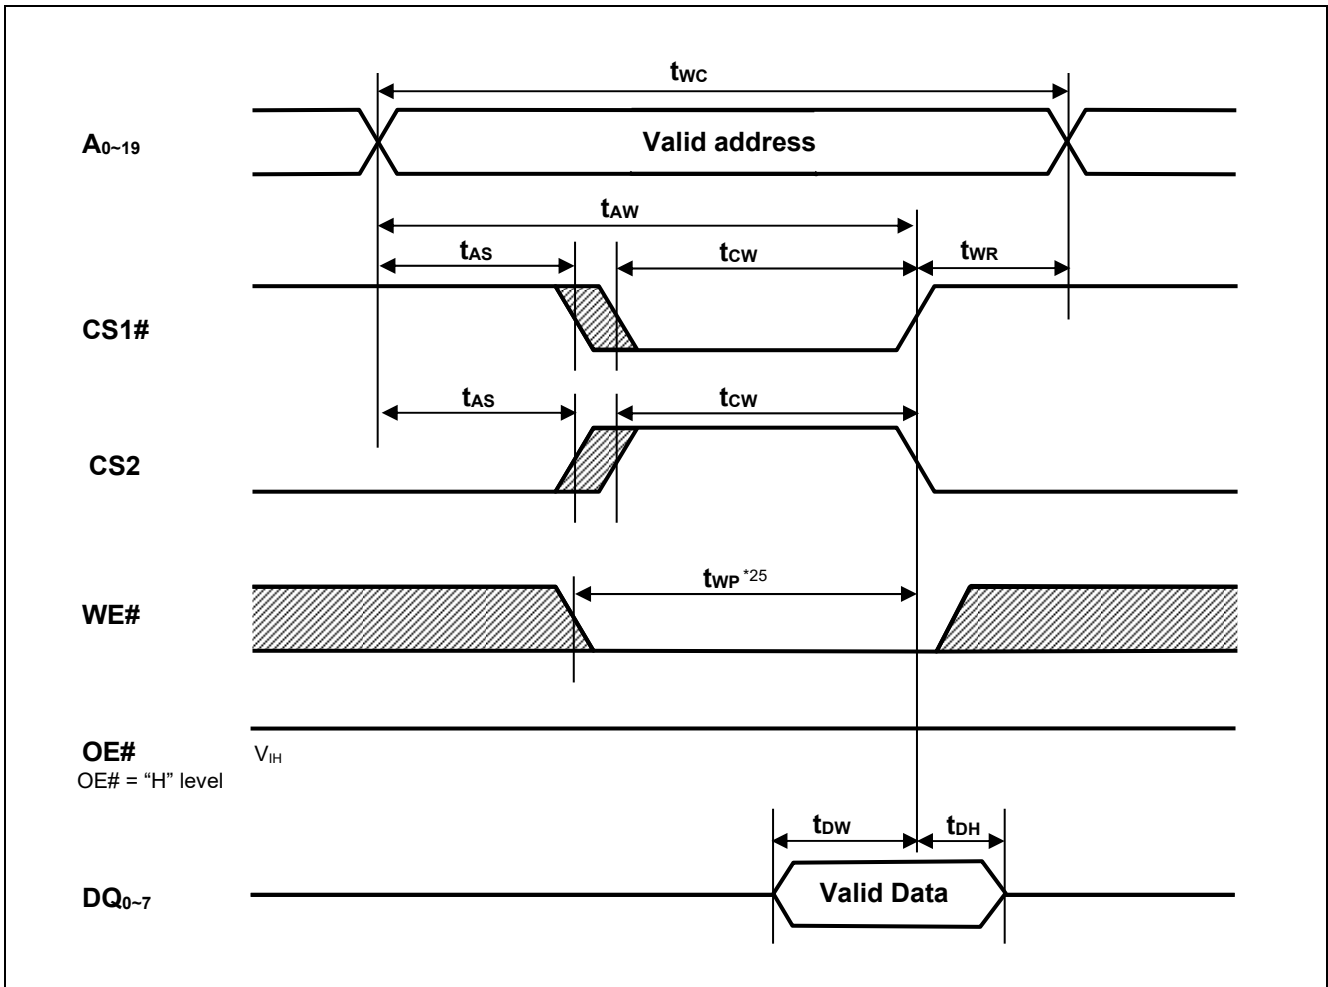 tWC
A0~19
Valid address
tAW
tAS
tCW
tWR
CS1#
tAS
tCW
CS2
tWP *25
WE#
OE#
VIH
OE# = “H” level
tDW
tDH
DQ0~7
Valid Data